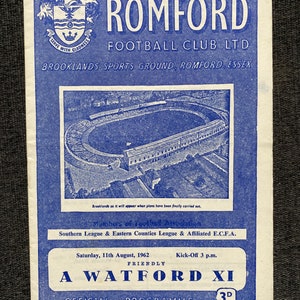 ROMFORD
FOOTBALL CLUB LTD
BROOKLANDS SPORTS GROUND, ROMFORD, ESSEX
Brooklands as it will appear when plans have been finally carried out.
Southern League & Eastern Counties League & Affiliated E.C.F.A.
Saturday, 11th August, 1962 Kick-Off 3 p.m.
FRIENDLY
A WATFORD XI
OFFICIAL PROGRAMME
3D